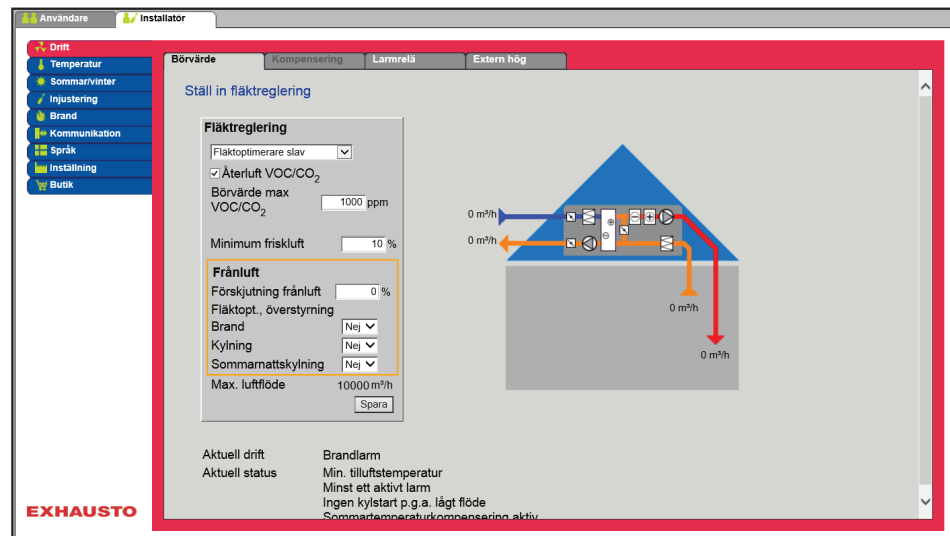 Användare Installatör
Drift
Temperatur
Sommar/vinter
Injustering
Brand
Kommunikation
Språk
Inställning
Butik
EXHAUSTO
Börvärde Kompensering Larmrelä Extern hög
Ställ in fläktreglering
Fläktreglering
Fläktoptimerare slav
Återluft VOC/CO2
Börvärde max
VOC/CO2 1000 ppm
Minimum friskluft 10 %
Frånluft
Förskjutning frånluft 0 %
Fläktopt., överstyrning
Brand Nej
Kylning Nej
Sommarnattskylning Nej
Max. luftflöde 10000 m³/h
Spara
0 m³/h
0 m³/h
0 m³/h
0 m³/h
Aktuell drift Brandlarm
Aktuell status Min. tilluftstemperatur
Minst ett aktivt larm
Ingen kylstart p.g.a. lågt flöde
Sommartemperaturkompensering aktiv